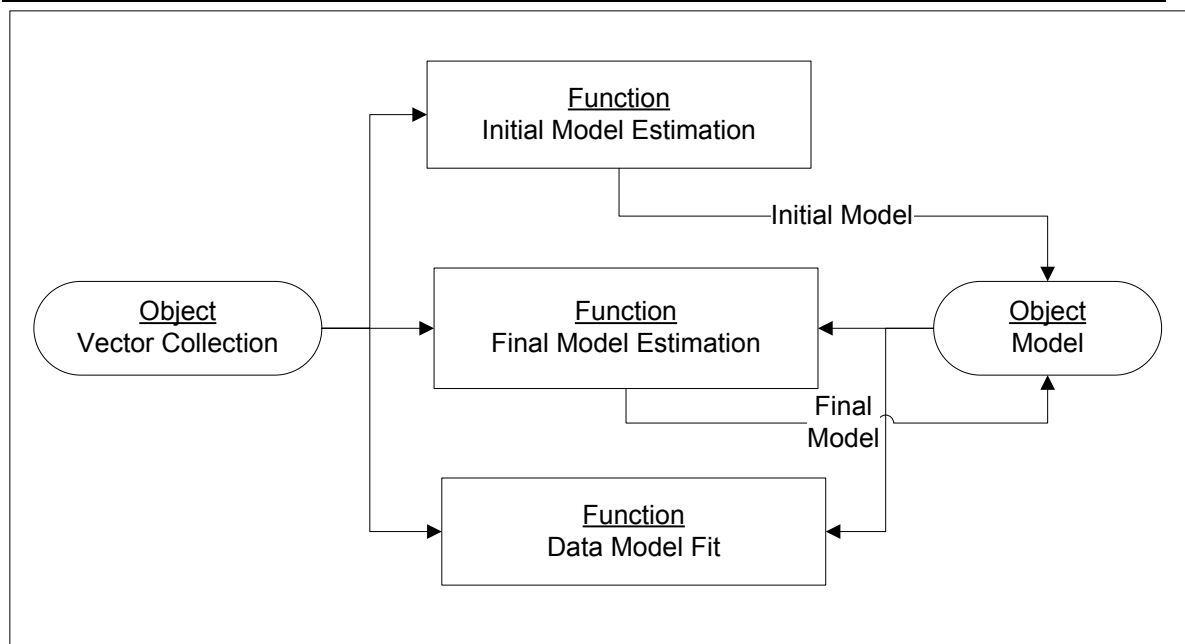 Function
Initial Model Estimation
Initial Model
Object
Vector Collection
Function
Final Model Estimation
Object
Model
Final
Model
Function
Data Model Fit